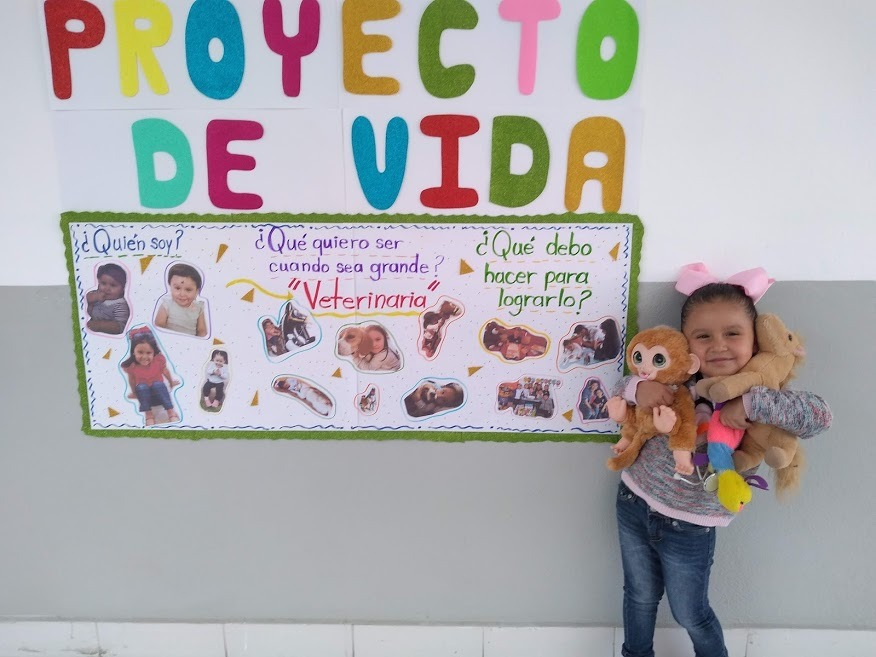 PROYECTO
DE VIDA
¿Quién soy?
¿Qué quiero ser
cuando sea grande?
"Veterinaria"
¿Qué debo
hacer para
lograrlo?